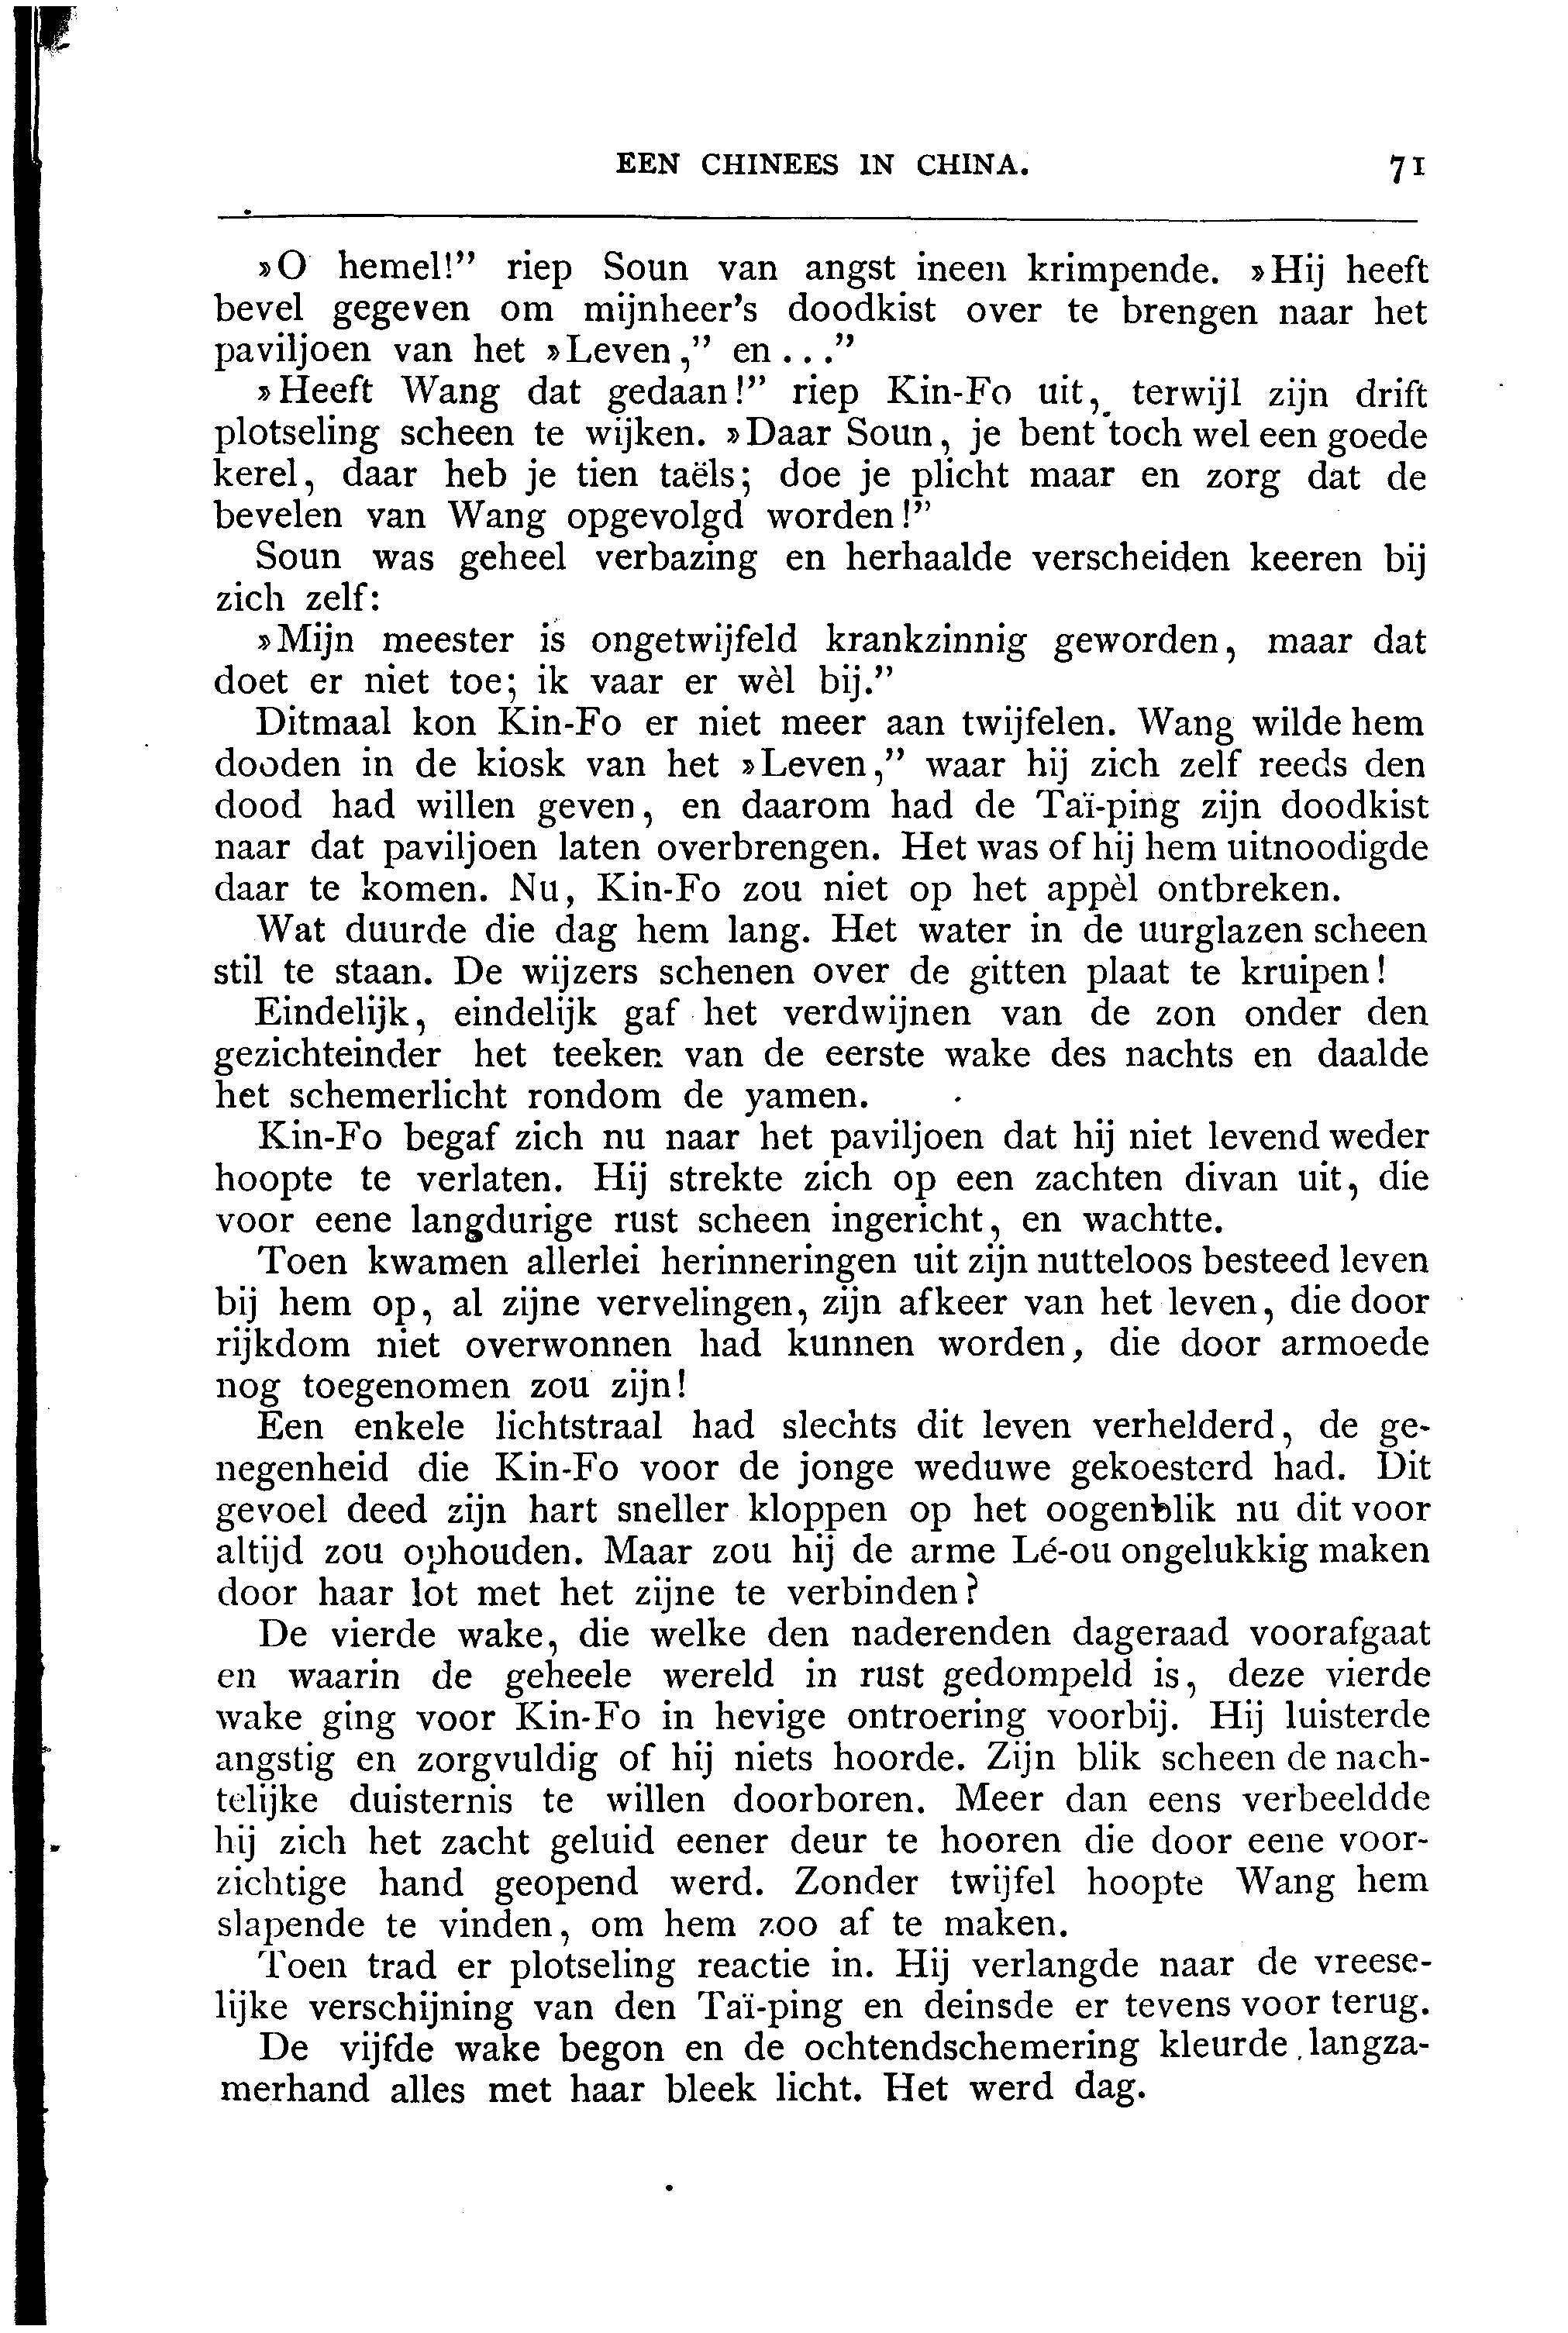 EEN CHINEES IN CHINA. 71
»O hemel!” riep Soun van angst ineen krimpende. »Hij heeft
bevel gegeven om mijnheer’s doodkist over te brengen naar het
paviljoen van het »Leven,” en . . .”
»Heeft Wang dat gedaan!” riep Kin-Fo uit, terwijl zijn drift
plotseling scheen te wijken. »Daar Soun, je bent toch wel een goede
kerel, daar heb je tien taëls; doe je plicht maar en zorg dat de
bevelen van Wang opgevolgd worden!”
Soun was geheel verbazing en herhaalde verscheiden keeren bij
zich zelf:
»Mijn meester is ongetwijfeld krankzinnig geworden, maar dat
doet er niet toe; ik vaar er wèl bij.”
Ditmaal kon Kin-Fo er niet meer aan twijfelen. Wang wilde hem
dooden in de kiosk van het »Leven,” waar hij zich zelf reeds den
dood had willen geven, en daarom had de Taï-ping zijn doodkist
naar dat paviljoen laten overbrengen. Het was of hij hem uitnoodigde
daar te komen. Nu, Kin-Fo zou niet op het appèl ontbreken.
Wat duurde die dag hem lang. Het water in de uurglazen scheen
stil te staan. De wijzers schenen over de gitten plaat te kruipen!
Eindelijk, eindelijk gaf het verdwijnen van de zon onder den
gezichteinder het teeken van de eerste wake des nachts en daalde
het schemerlicht rondom de yamen.
Kin-Fo begaf zich nu naar het paviljoen dat hij niet levend weder
hoopte te verlaten. Hij strekte zich op een zachten divan uit, die
voor eene langdurige rust scheen ingericht, en wachtte.
Toen kwamen allerlei herinneringen uit zijn nutteloos besteed leven
bij hem op, al zijne vervelingen, zijn afkeer van het leven, die door
rijkdom niet overwonnen had kunnen worden, die door armoede
nog toegenomen zou zijn!
Een enkele lichtstraal had slechts dit leven verhelderd, de ge-
negenheid die Kin-Fo voor de jonge weduwe gekoesterd had. Dit
gevoel deed zijn hart sneller kloppen op het oogenblik nu dit voor
altijd zou ophouden. Maar zou hij de arme Lé-ou ongelukkig maken
door haar lot met het zijne te verbinden?
De vierde wake, die welke den naderenden dageraad voorafgaat
en waarin de geheele wereld in rust gedompeld is, deze vierde
wake ging voor Kin-Fo in hevige ontroering voorbij. Hij luisterde
angstig en zorgvuldig of hij niets hoorde. Zijn blik scheen de nach-
telijke duisternis te willen doorboren. Meer dan eens verbeeldde
hij zich het zacht geluid eener deur te hooren die door eene voor-
zichtige hand geopend werd. Zonder twijfel hoopte Wang hem
slapende te vinden, om hem zoo af te maken.
Toen trad er plotseling reactie in. Hij verlangde naar de vreese-
lijke verschijning van den Taï-ping en deinsde er tevens voor terug.
De vijfde wake begon en de ochtendschemering kleurde langza-
merhand alles met haar bleek licht. Het werd dag.